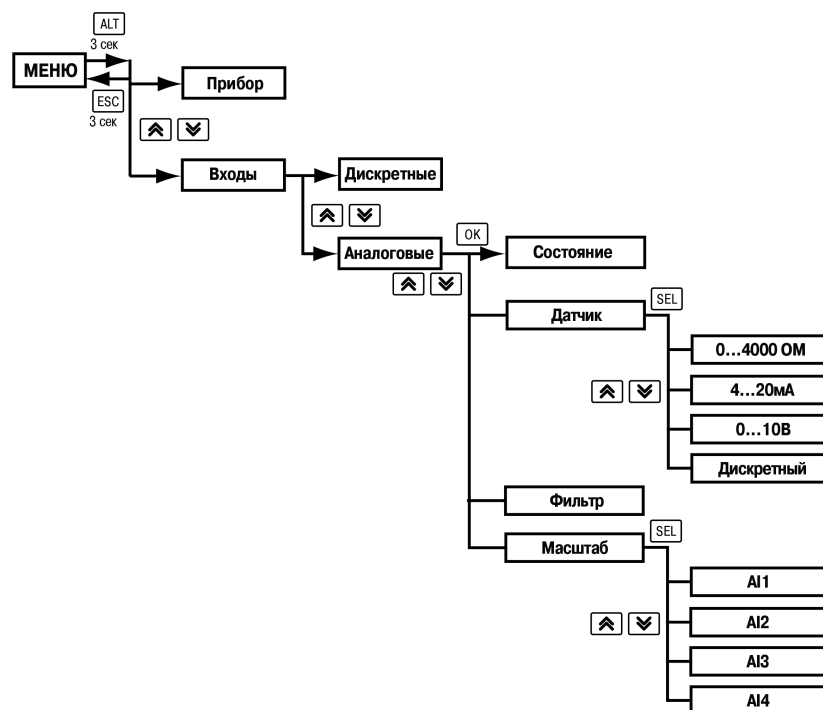 ALT
3 сек
МЕНЮ
Прибор
ESC
3 сек
Входы
Дискретные
OK
Аналоговые
Состояние
SEL
Датчик
0...4000 ОМ
4...20мА
0...10В
Дискретный
Фильтр
SEL
Масштаб
AI1
AI2
AI3
AI4